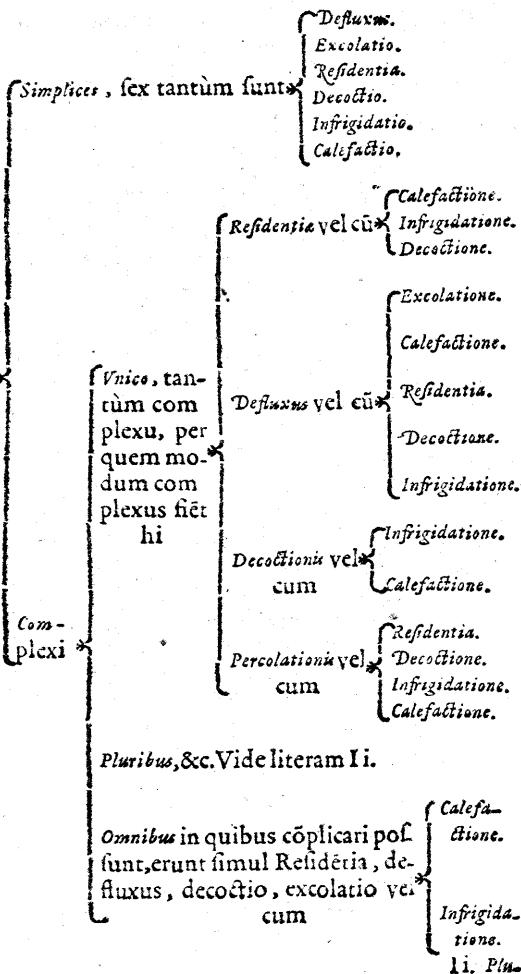 Simplices, sex tantùm sunt
Defluxus.
Excolatio.
Residentia.
Decoctio.
Infrigidatio.
Calefactio.
Com-
plexi
Vnico, tan-
tùm com
plexu, per
quem mo-
dum com
plexus fiēt
hi
Residentiæ vel cū
Calefactione.
Infrigidatione.
Decoctione.
Defluxus vel cū
Excolatione.
Calefactione.
Residentia.
Decoctione.
Infrigidatione.
Decoctionis vel
cum
Infrigidatione.
Calefactione.
Percolationis vel
cum
Residentia.
Decoctione.
Infrigidatione.
Calefactione.
Pluribus, &c. Vide literam I i.
Omnibus in quibus cōplicari pos
sunt, erunt simul Residētia, de-
fluxus, decoctio, excolatio vel
cum
Calefa-
ctione.
Infrigida-
tione.
Ii. Plu-